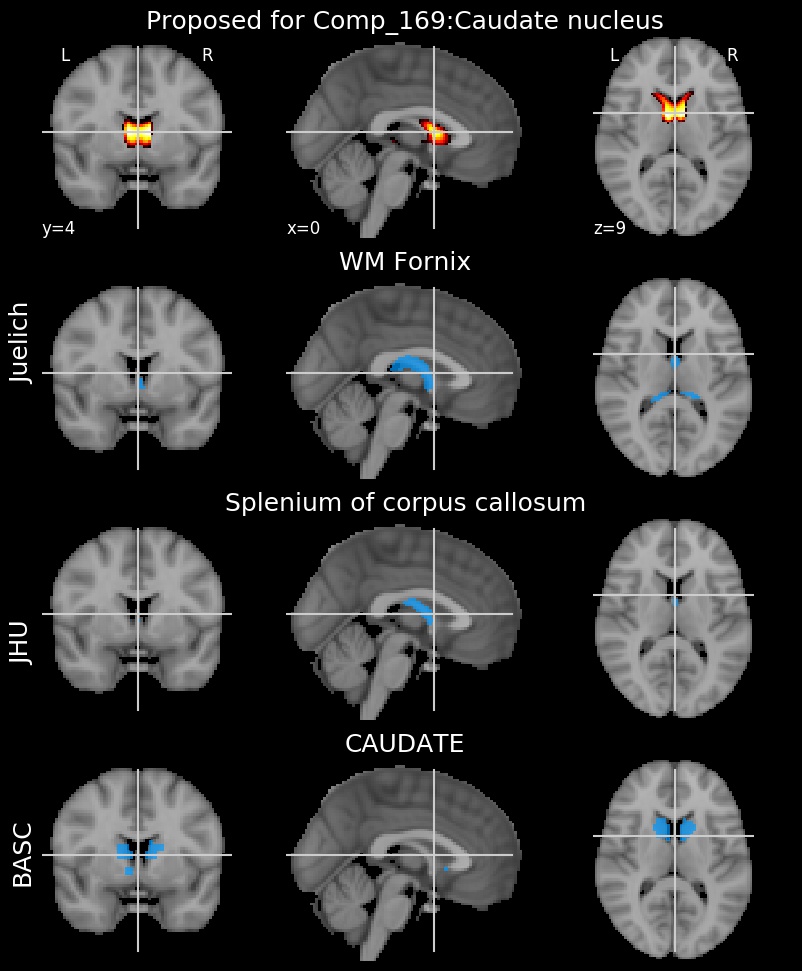 Proposed for Comp_169:Caudate nucleus
L
R
L
R
y=4
x=0
z=9
WM Fornix
Juelich
Splenium of corpus callosum
JHU
CAUDATE
BASC